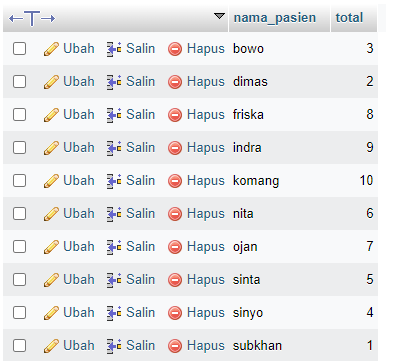 nama_pasien total
Ubah Salin Hapus bowo 3
Ubah Salin Hapus dimas 2
Ubah Salin Hapus friska 8
Ubah Salin Hapus indra 9
Ubah Salin Hapus komang 10
Ubah Salin Hapus nita 6
Ubah Salin Hapus ojan 7
Ubah Salin Hapus sinta 5
Ubah Salin Hapus sinyo 4
Ubah Salin Hapus subkhan 1